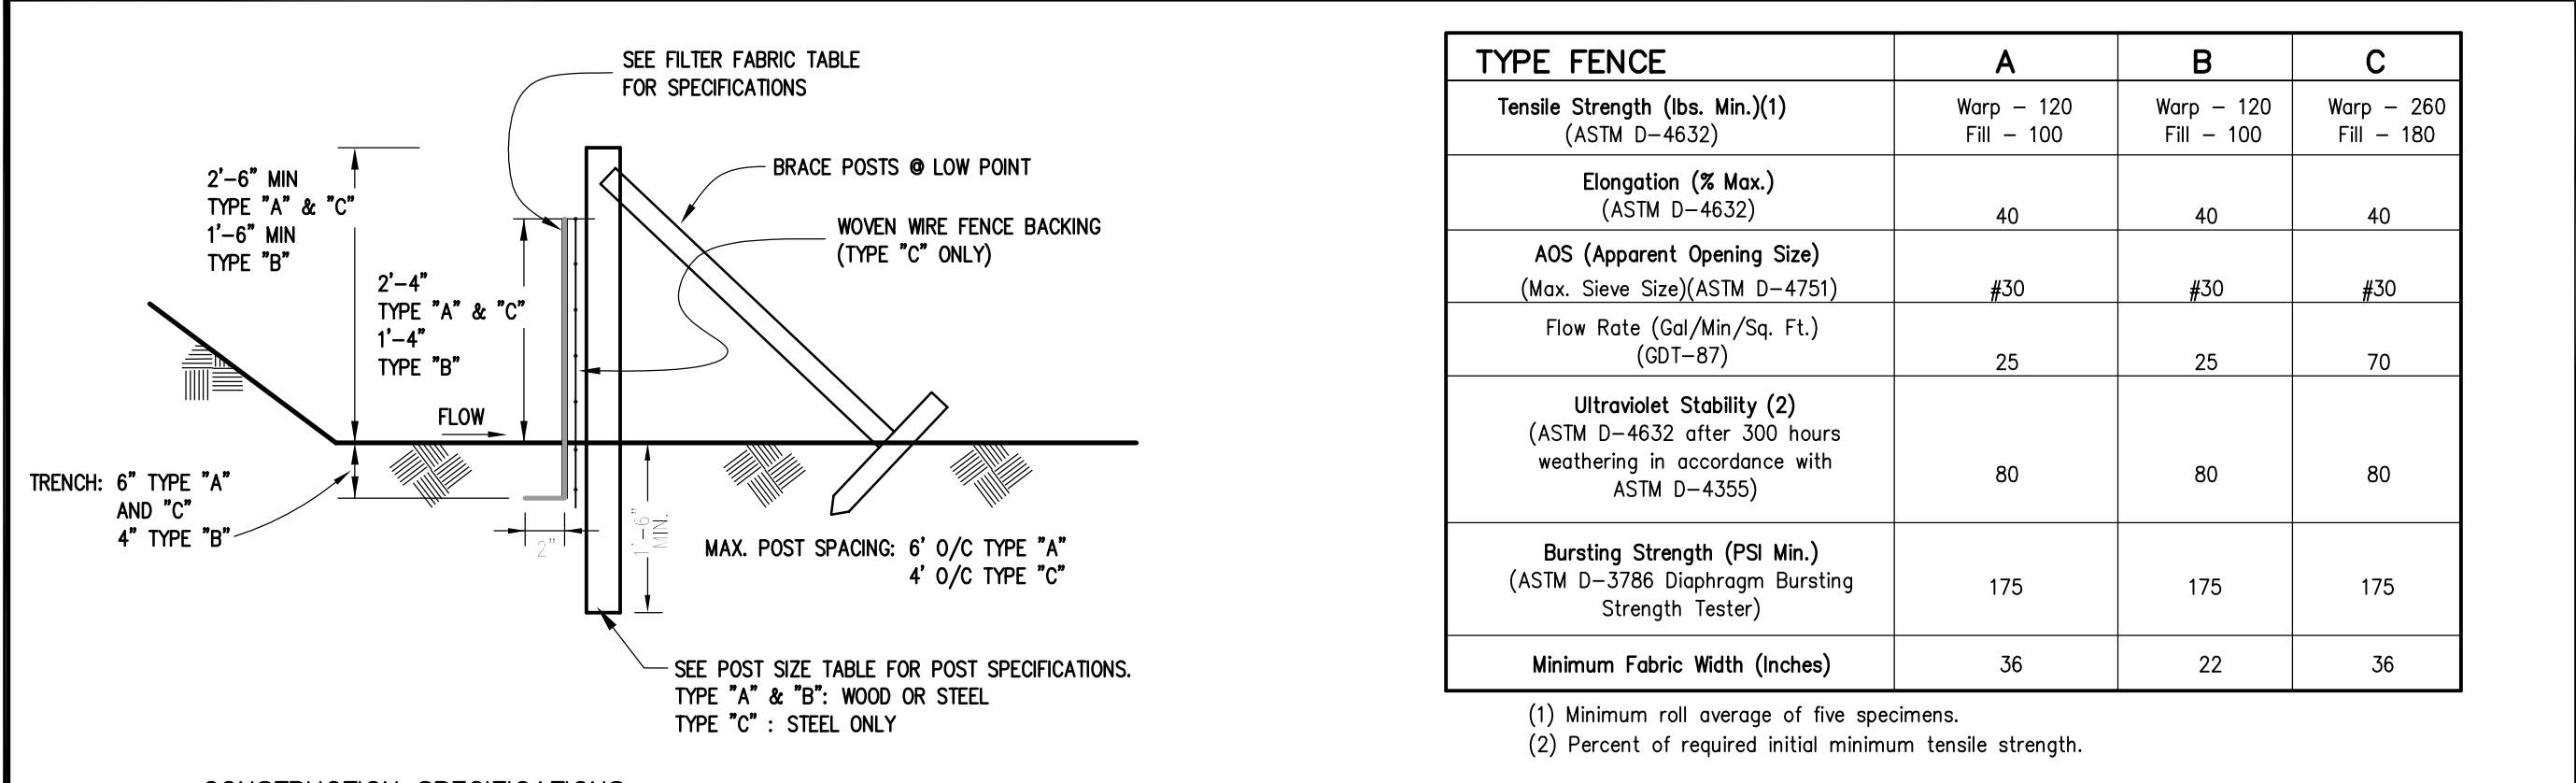 SEE FILTER FABRIC TABLE
FOR SPECIFICATIONS
BRACE POSTS @ LOW POINT
2'-6" MIN
TYPE "A" & "C"
1'-6" MIN
TYPE "B"
WOVEN WIRE FENCE BACKING
(TYPE "C" ONLY)
2'-4"
TYPE "A" & "C"
1'-4"
TYPE "B"
FLOW
TRENCH: 6" TYPE "A"
AND "C"
4" TYPE "B"
2"
1'-6"
MIN.
MAX. POST SPACING: 6' O/C TYPE "A"
4' O/C TYPE "C"
SEE POST SIZE TABLE FOR POST SPECIFICATIONS.
TYPE "A" & "B": WOOD OR STEEL
TYPE "C" : STEEL ONLY
TYPE FENCE A B C
Tensile Strength (lbs. Min.)(1)
(ASTM D-4632)
Warp - 120
Fill - 100
Warp - 120
Fill - 100
Warp - 260
Fill - 180
Elongation (% Max.)
(ASTM D-4632)
40 40 40
AOS (Apparent Opening Size)
(Max. Sieve Size)(ASTM D-4751)
#30 #30 #30
Flow Rate (Gal/Min/Sq. Ft.)
(GDT-87)
25 25 70
Ultraviolet Stability (2)
(ASTM D-4632 after 300 hours
weathering in accordance with
ASTM D-4355)
80 80 80
Bursting Strength (PSI Min.)
(ASTM D-3786 Diaphragm Bursting
Strength Tester)
175 175 175
Minimum Fabric Width (Inches) 36 22 36
(1) Minimum roll average of five specimens.
(2) Percent of required initial minimum tensile strength.